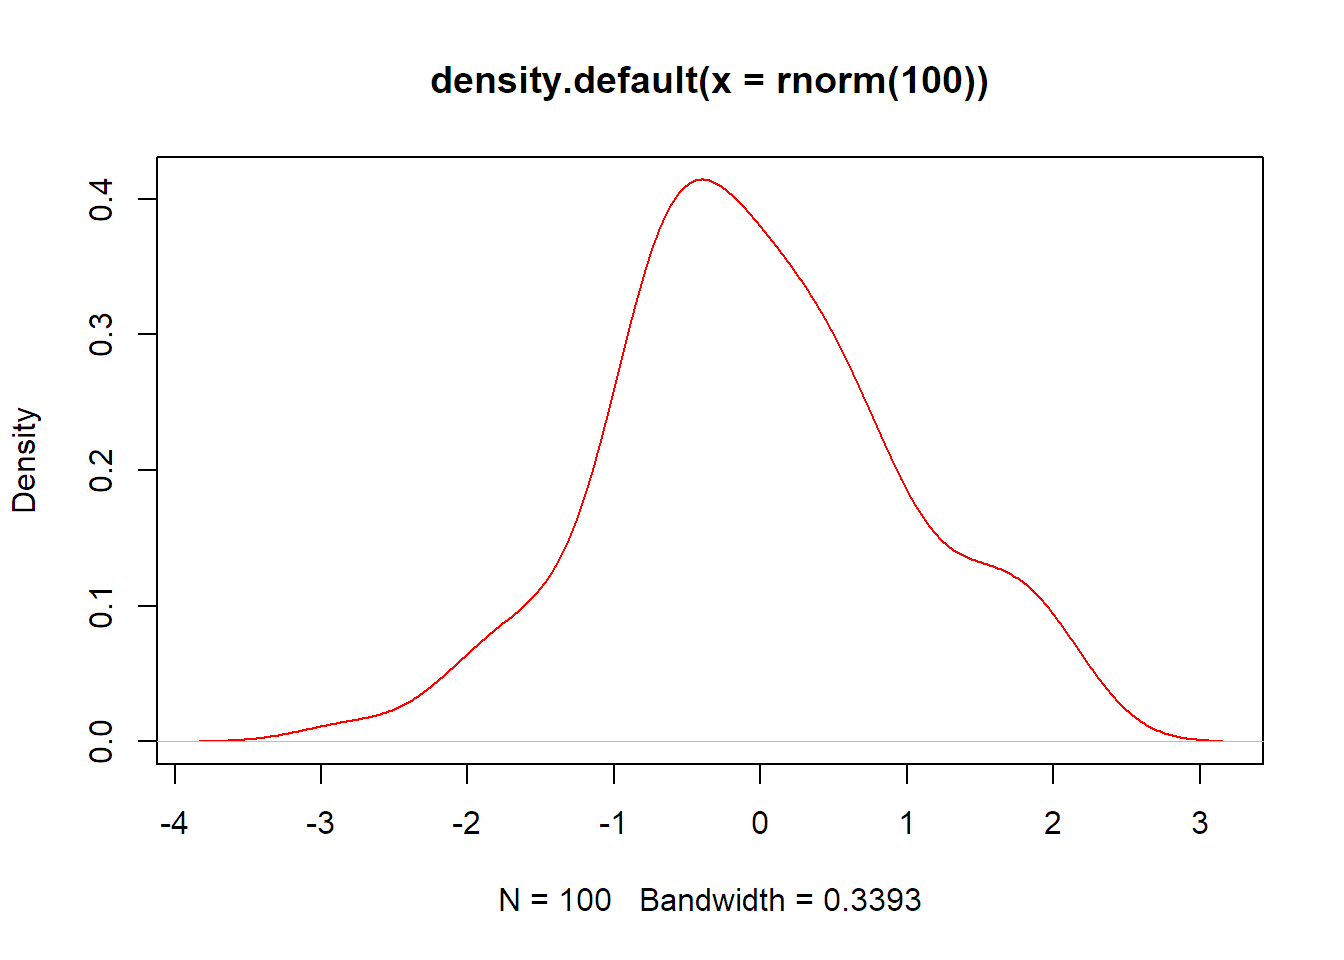 density.default(x = rnorm(100))
Density
0.4
0.3
0.2
0.1
0.0
-4 -3 -2 -1 0 1 2 3
N = 100 Bandwidth = 0.3393